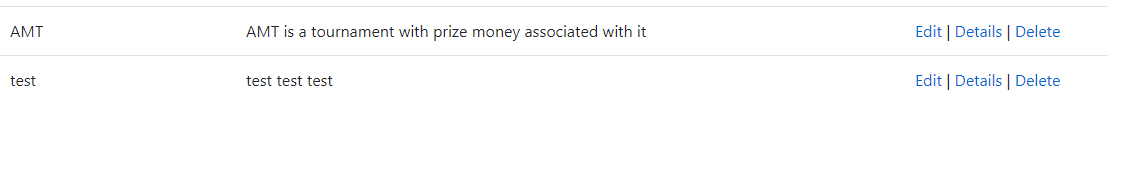 AMT AMT is a tournament with prize money associated with it Edit | Details | Delete
test test test test Edit | Details | Delete